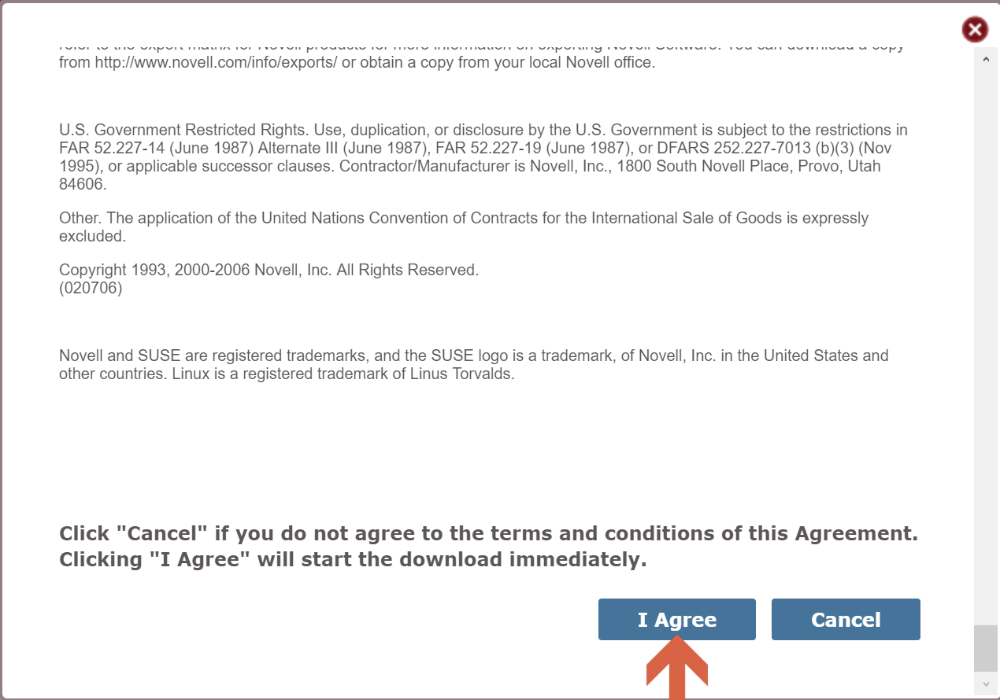 refer to the export matrix for Novell products for more information on exporting Novell Software. You can download a copy
from http://www.novell.com/info/exports/ or obtain a copy from your local Novell office.
U.S. Government Restricted Rights. Use, duplication, or disclosure by the U.S. Government is subject to the restrictions in
FAR 52.227-14 (June 1987) Alternate III (June 1987), FAR 52.227-19 (June 1987), or DFARS 252.227-7013 (b)(3) (Nov
1995), or applicable successor clauses. Contractor/Manufacturer is Novell, Inc., 1800 South Novell Place, Provo, Utah
84606.
Other. The application of the United Nations Convention of Contracts for the International Sale of Goods is expressly
excluded.
Copyright 1993, 2000-2006 Novell, Inc. All Rights Reserved.
(020706)
Novell and SUSE are registered trademarks, and the SUSE logo is a trademark, of Novell, Inc. in the United States and
other countries. Linux is a registered trademark of Linus Torvalds.
Click "Cancel" if you do not agree to the terms and conditions of this Agreement.
Clicking "I Agree" will start the download immediately.
I Agree
Cancel